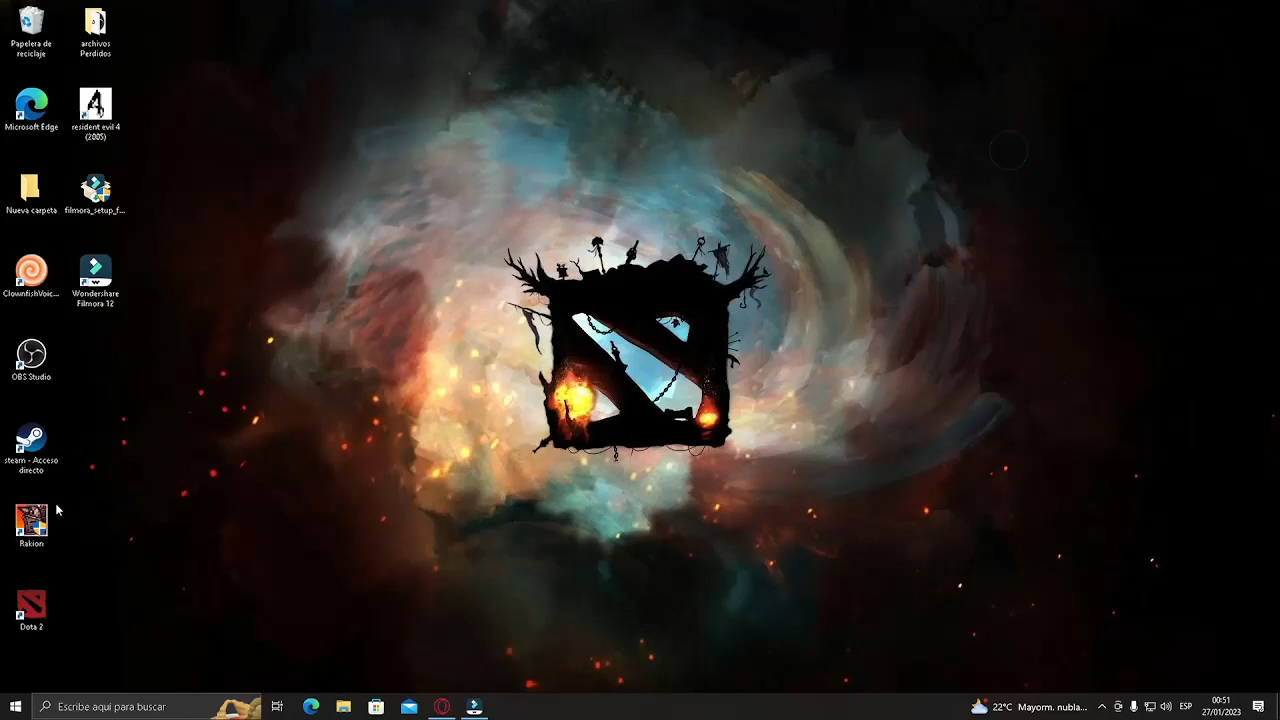 Papelera de
reciclaje
archivos
Perdidos
Microsoft Edge
resident evil 4
(2005)
Nueva carpeta
filmora_setup_f...
ClownfishVoic...
Wondershare
Filmora 12
OBS Studio
steam - Acceso
directo
Rakion
Dota 2
Escribe aquí para buscar
22°C Mayorm. nubla...
ESP
00:51
27/01/2023